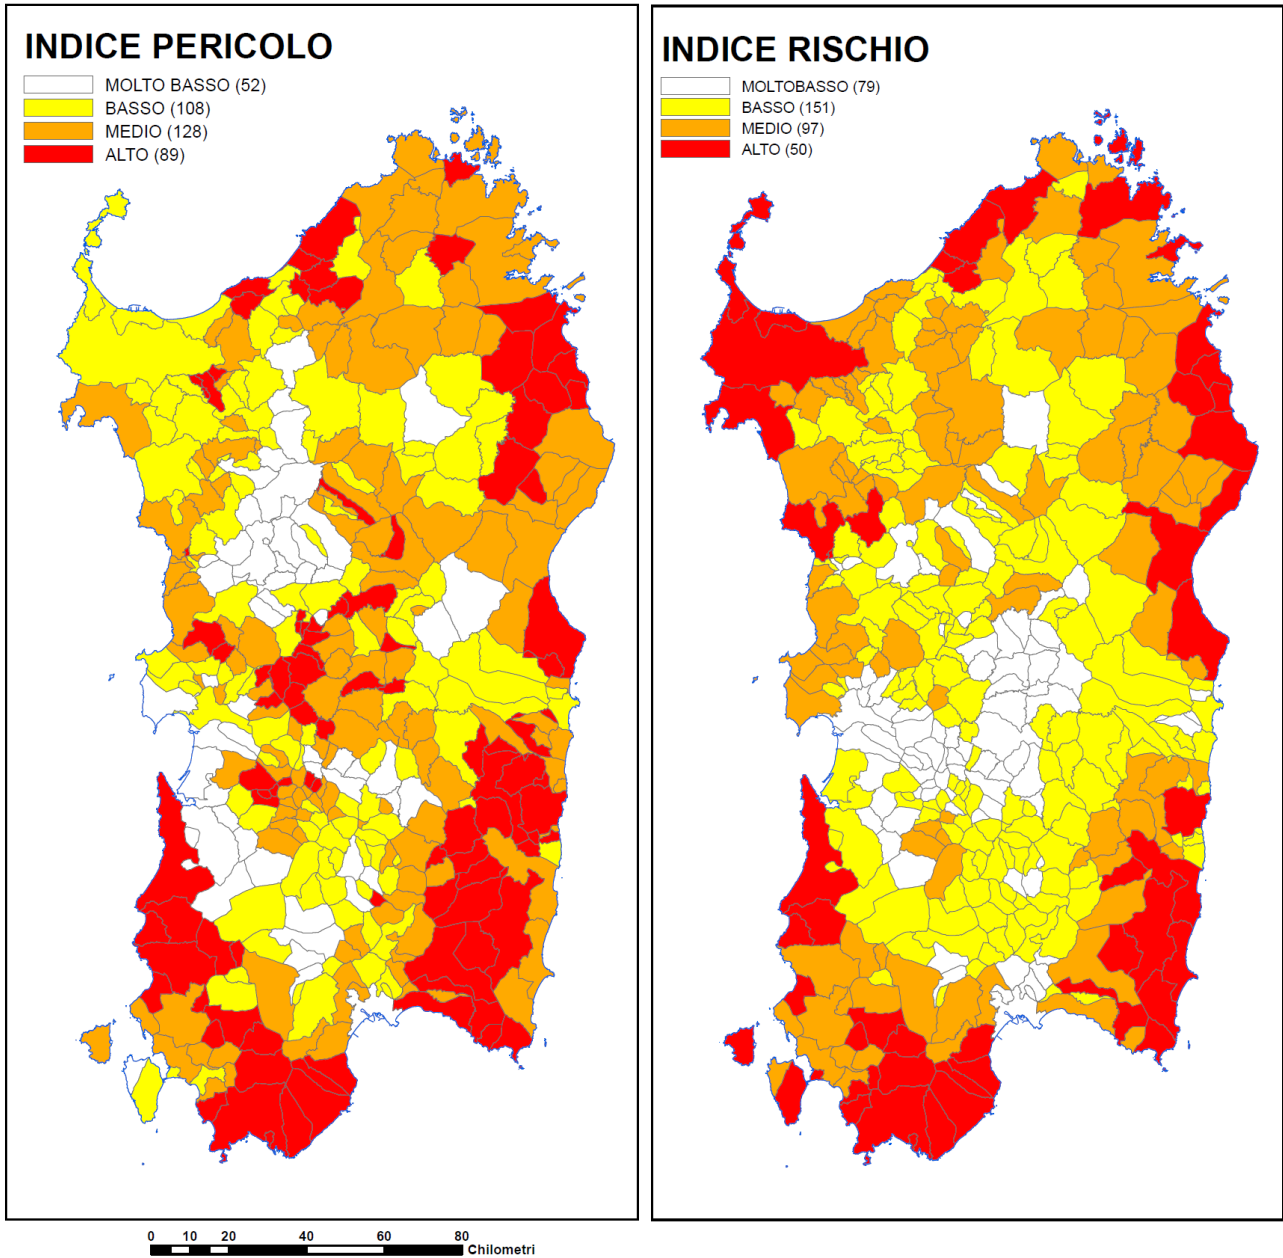 INDICE PERICOLO
MOLTO BASSO (52)
BASSO (108)
MEDIO (128)
ALTO (89)
INDICE RISCHIO
MOLTOBASSO (79)
BASSO (151)
MEDIO (97)
ALTO (50)
0 10 20 40 60 80
Chilometri